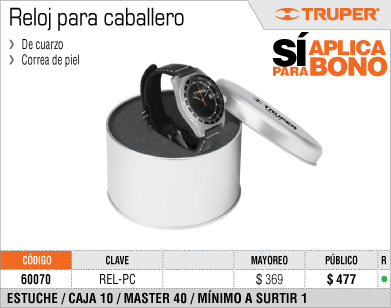 Reloj para caballero
TRUPER
› De cuarzo
› Correa de piel
SÍ APLICA
PARA BONO
TRUPER
CÓDIGO CLAVE MAYOREO PÚBLICO R
60070 REL-PC $ 369 $ 477
ESTUCHE / CAJA 10 / MASTER 40 / MÍNIMO A SURTIR 1